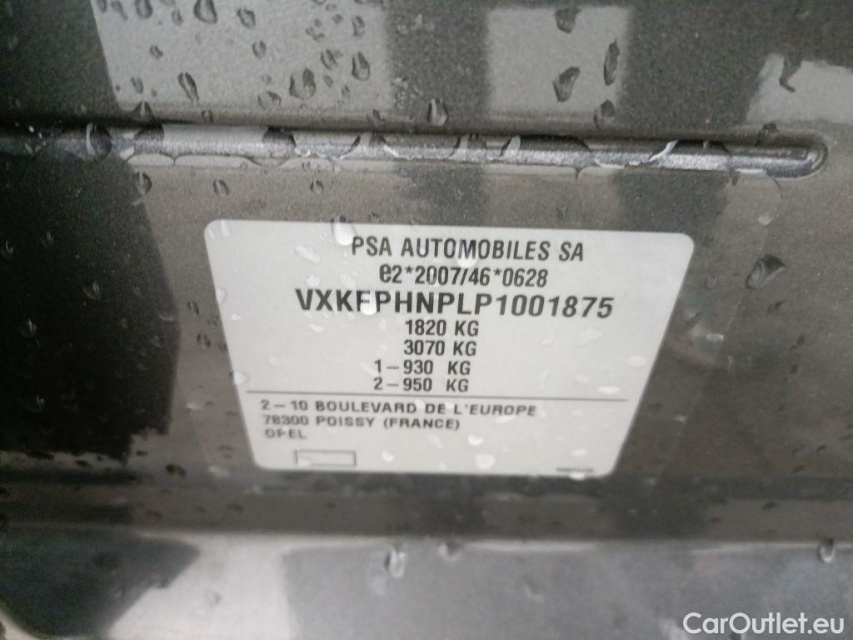 PSA AUTOMOBILES SA
e2*2007/46*0628
VXKFPHNPLP1001875
1820 KG
3070 KG
1-930 KG
2-950 KG
2-10 BOULEVARD DE L'EUROPE
78300 POISSY (FRANCE)
OPEL
CarOutlet.eu